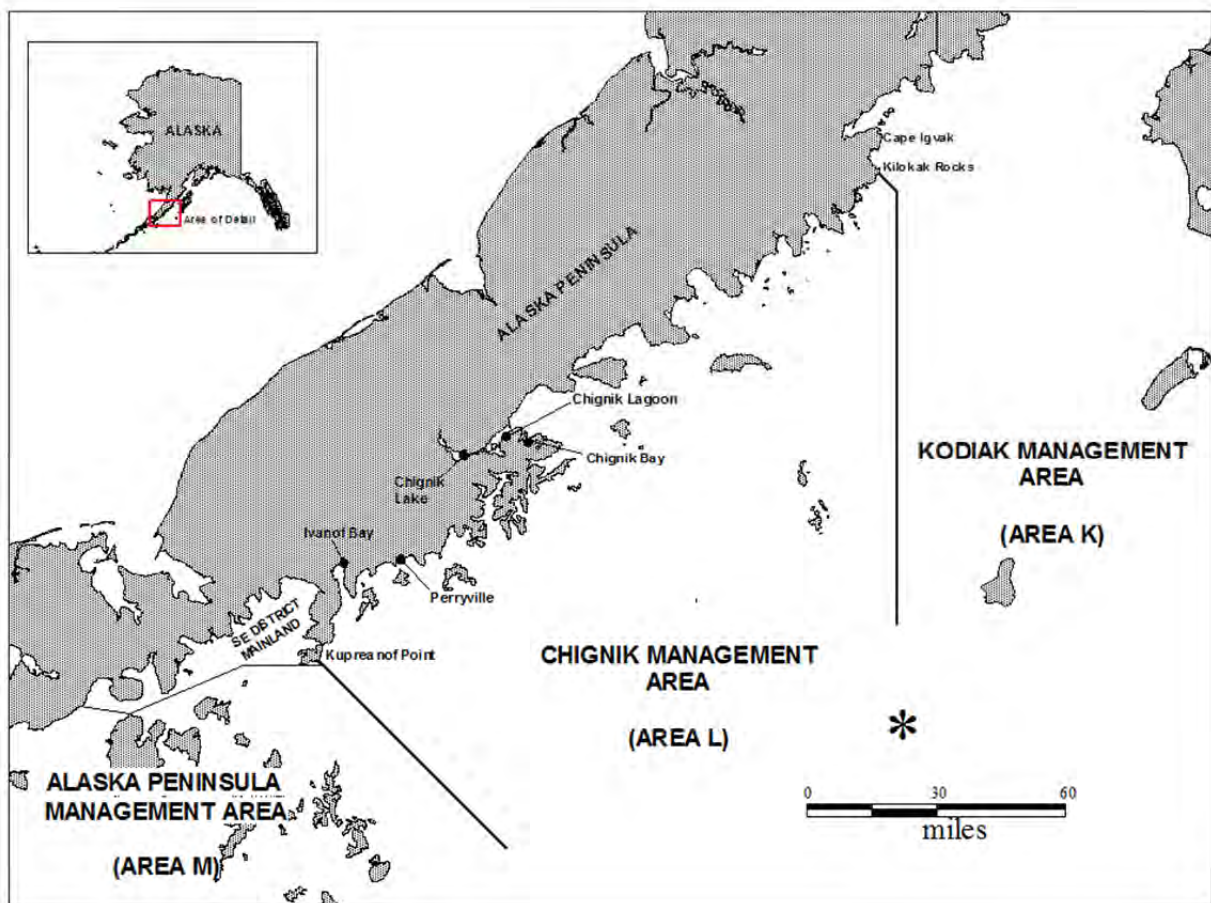 ALASKA
Area of Detail
Cape Igvak
Kilokak Rocks
ALASKA PENINSULA
Chignik Lagoon
Chignik Bay
Chignik
Lake
KODIAK MANAGEMENT
AREA
(AREA K)
Ivanof Bay
Perryville
SE DISTRICT
MAINLAND
Kupreanof Point
CHIGNIK MANAGEMENT
AREA
(AREA L)
*
ALASKA PENINSULA
MANAGEMENT AREA
(AREA M)
0 30 60
miles